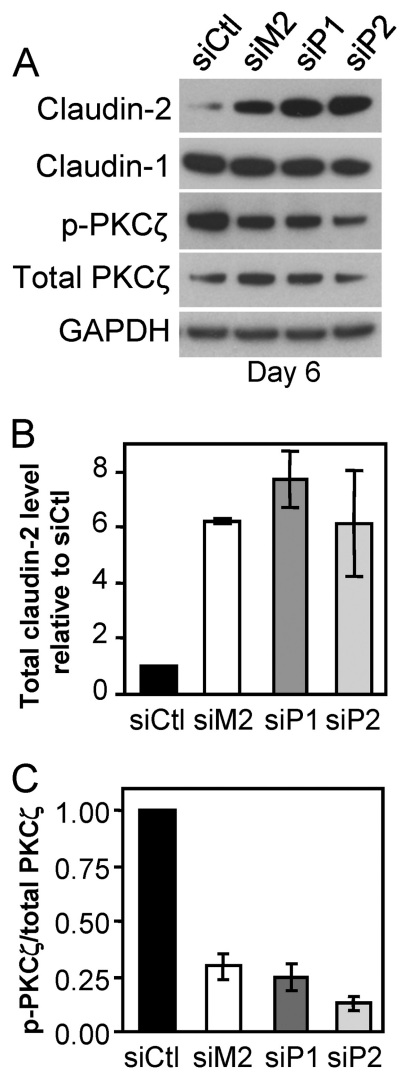 A
siCtl siM2 siP1 siP2
Claudin-2
Claudin-1
p-PKCζ
Total PKCζ
GAPDH
Day 6
B
Total claudin-2 level
relative to siCtl
8
6
4
2
0
siCtl siM2 siP1 siP2
C
p-PKCζ/total PKCζ
1.00
0.75
0.50
0.25
0.00
siCtl siM2 siP1 siP2